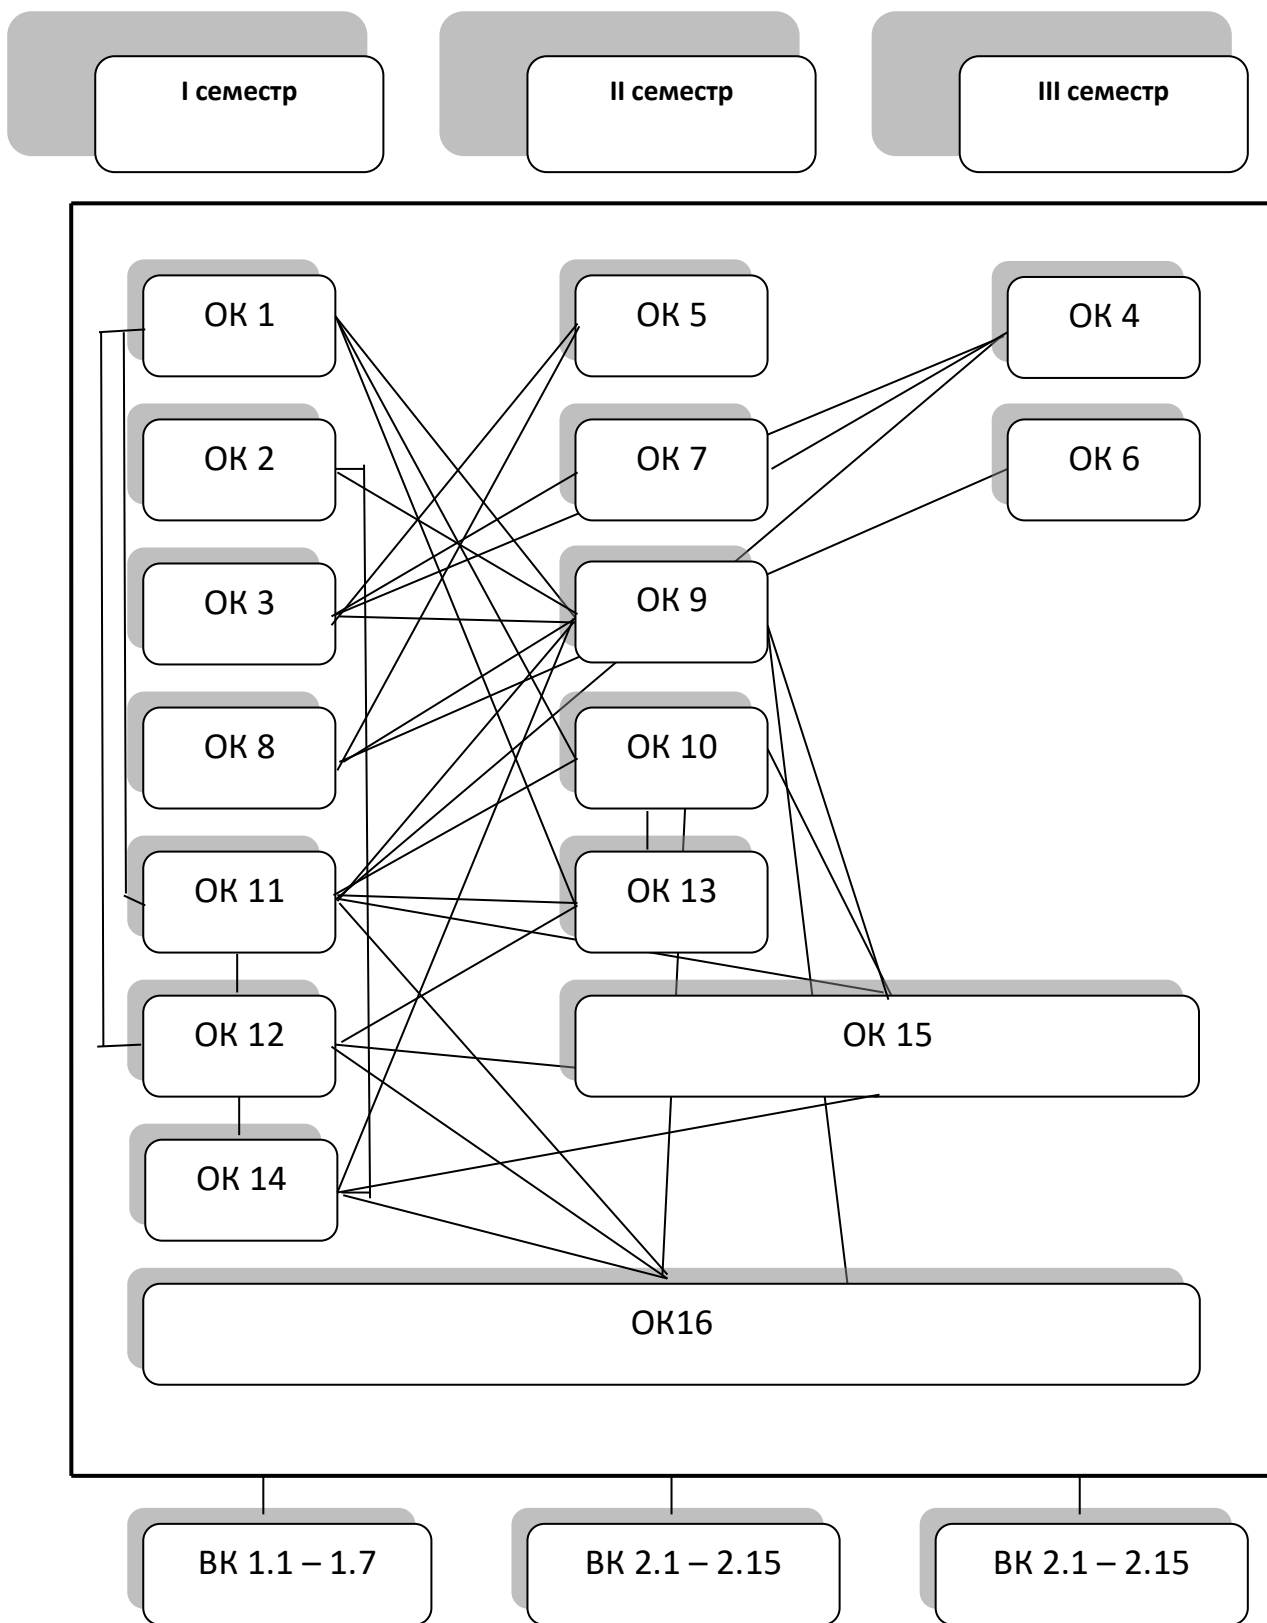 І семестр
ІІ семестр
ІІІ семестр
ОК 1
ОК 5
ОК 4
ОК 2
ОК 7
ОК 6
ОК 3
ОК 9
ОК 8
ОК 10
ОК 11
ОК 13
ОК 12
ОК 15
ОК 14
ОК16
ВК 1.1 – 1.7
ВК 2.1 – 2.15
ВК 2.1 – 2.15